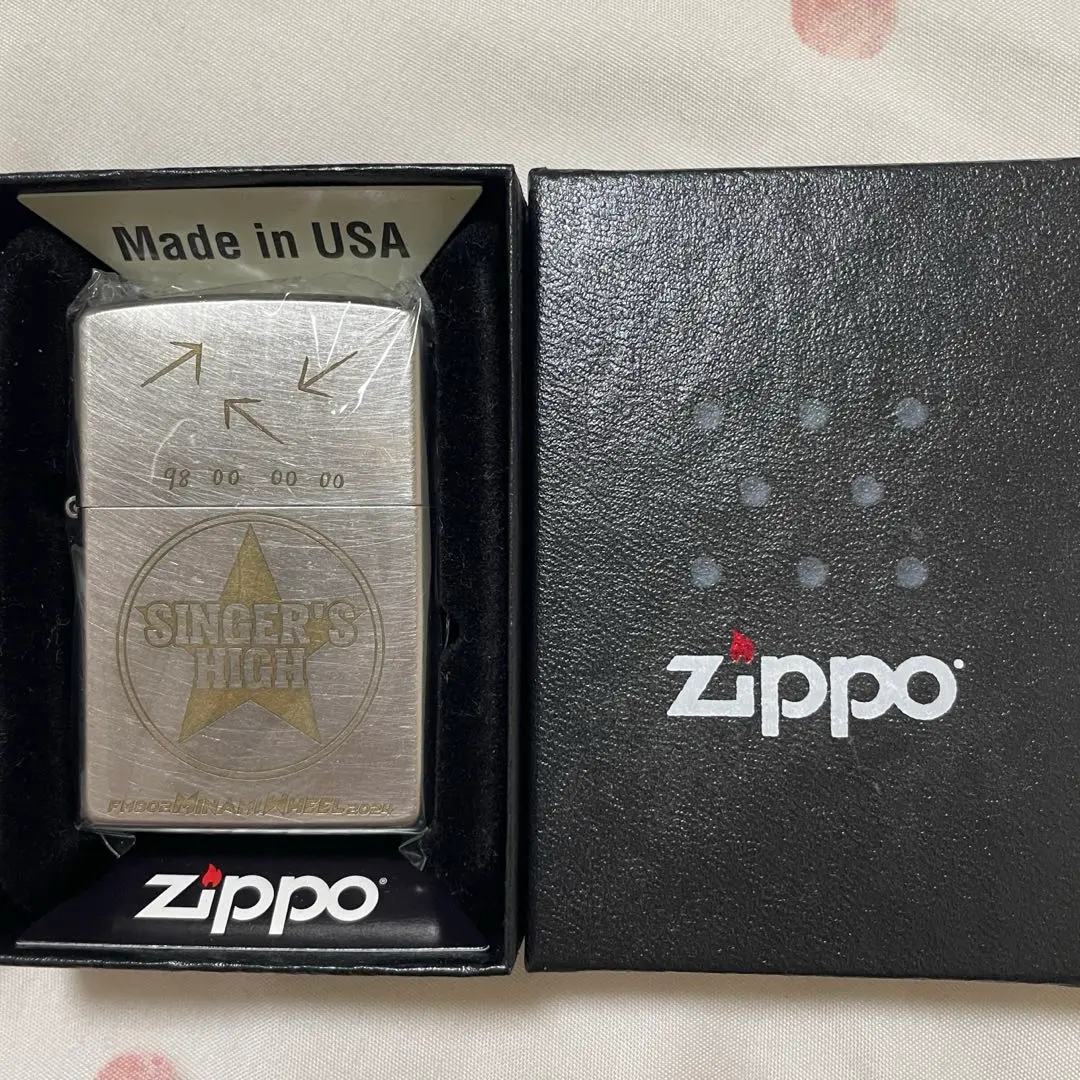 Made in USA
98 00 00 00
SINGER'S
HIGH
FM802 MINAMI WHEEL 2024
zippo
zippo